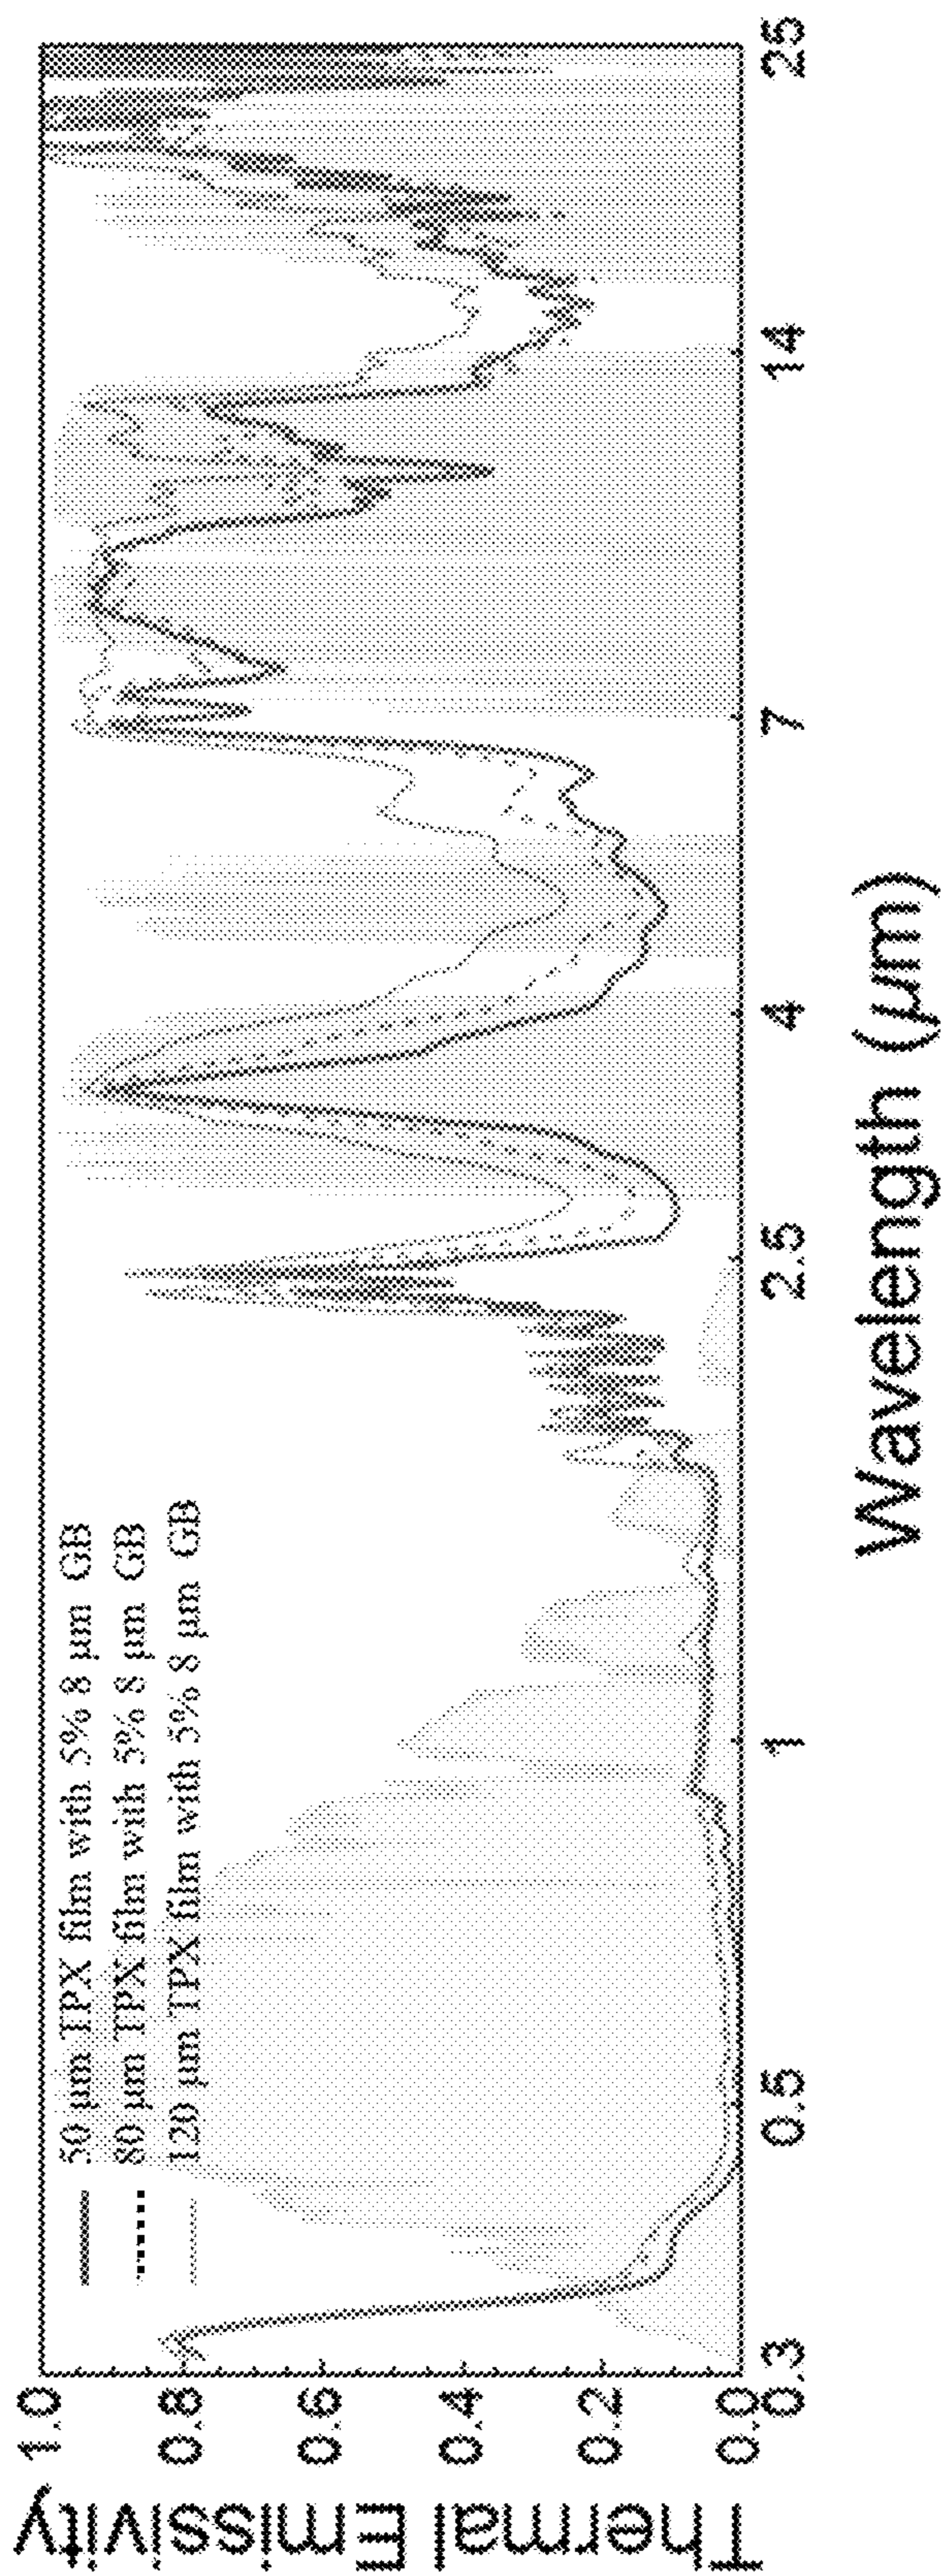 Thermal Emissivity
1.0
0.8
0.6
0.4
0.2
0.0
50 μm TPX film with 5% 8 μm GB
80 μm TPX film with 5% 8 μm GB
120 μm TPX film with 5% 8 μm GB
0.3 0.5 1 2.5 4 7 14 25
Wavelength (μm)